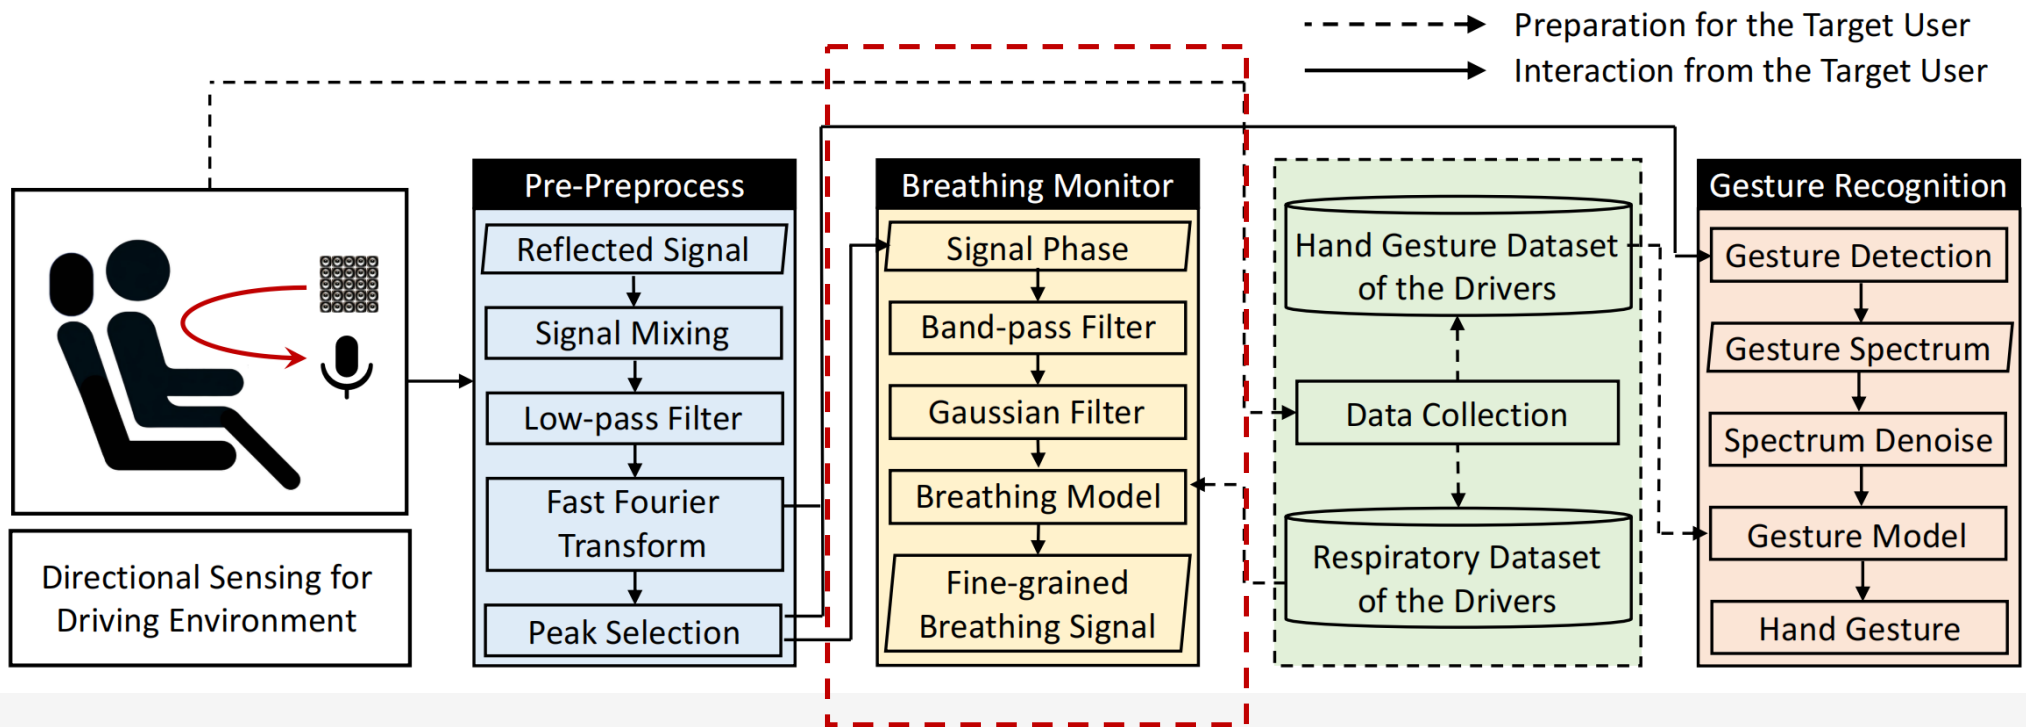 Preparation for the Target User
Interaction from the Target User
Directional Sensing for
Driving Environment
Pre-Preprocess
Reflected Signal
Signal Mixing
Low-pass Filter
Fast Fourier
Transform
Peak Selection
Breathing Monitor
Signal Phase
Band-pass Filter
Gaussian Filter
Breathing Model
Fine-grained
Breathing Signal
Hand Gesture Dataset
of the Drivers
Data Collection
Respiratory Dataset
of the Drivers
Gesture Recognition
Gesture Detection
Gesture Spectrum
Spectrum Denoise
Gesture Model
Hand Gesture